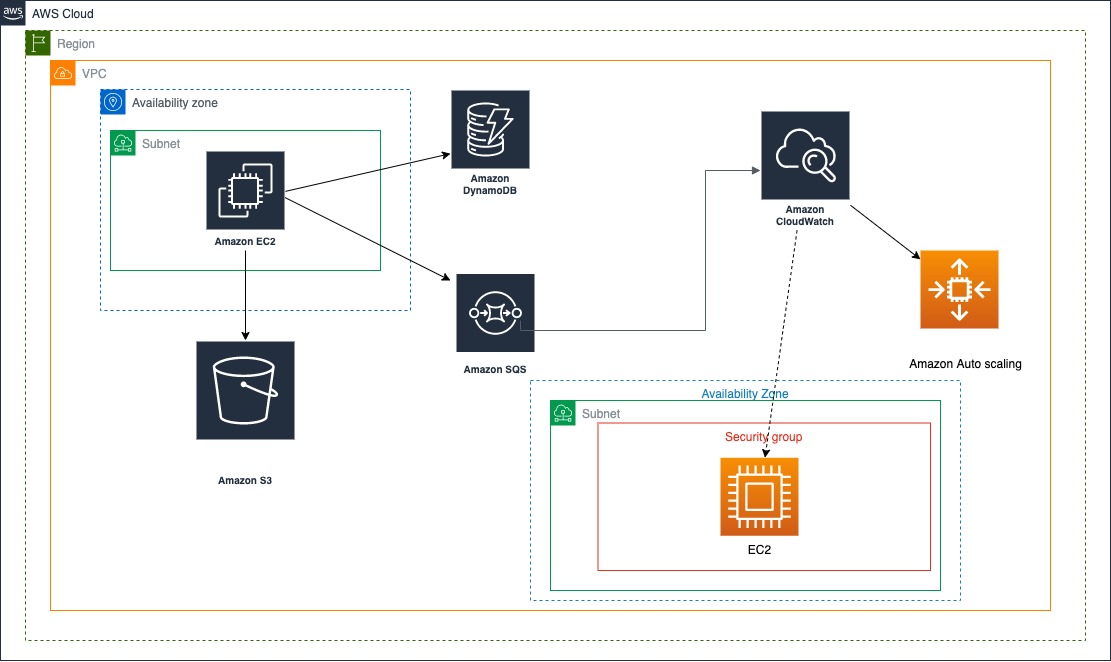 aws
AWS Cloud
Region
VPC
Availability zone
Subnet
Amazon EC2
Amazon
DynamoDB
Amazon
CloudWatch
Amazon SQS
Amazon Auto scaling
Amazon S3
Availability Zone
Subnet
Security group
EC2